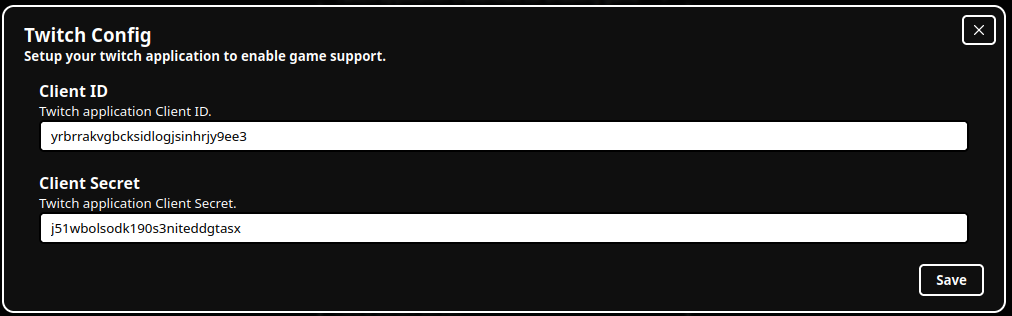 Twitch Config
Setup your twitch application to enable game support.
Client ID
Twitch application Client ID.
yrbrrakvgbcksidlogjsinhrjy9ee3
Client Secret
Twitch application Client Secret.
j51wbolsodk190s3niteddgtasx
Save